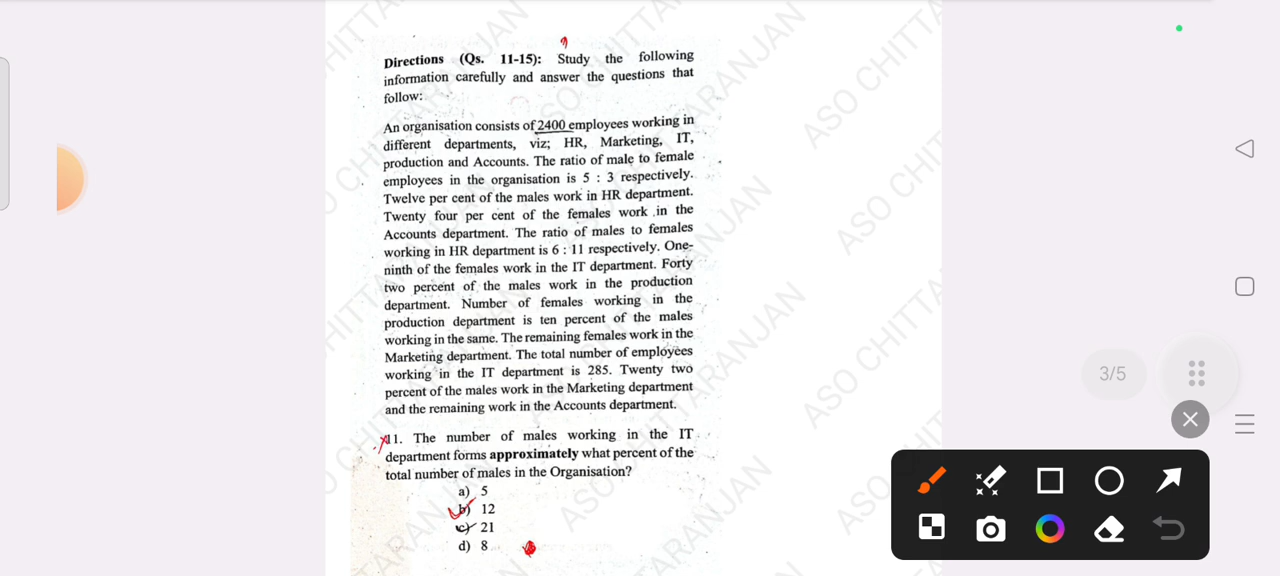 Directions (Qs. 11-15): Study the following
information carefully and answer the questions that
follow:
An organisation consists of 2400 employees working in
different departments, viz; HR, Marketing, IT,
production and Accounts. The ratio of male to female
employees in the organisation is 5 : 3 respectively.
Twelve per cent of the males work in HR department.
Twenty four per cent of the females work in the
Accounts department. The ratio of males to females
working in HR department is 6 : 11 respectively. One-
ninth of the females work in the IT department. Forty
two percent of the males work in the production
department. Number of females working in the
production department is ten percent of the males
working in the same. The remaining females work in the
Marketing department. The total number of employees
working in the IT department is 285. Twenty two
percent of the males work in the Marketing department
and the remaining work in the Accounts department.
11. The number of males working in the IT
department forms approximately what percent of the
total number of males in the Organisation?
a) 5
b) 12
c) 21
d) 8
3/5
ASO CHITTARANJAN
ASO CHITTA
ASO CHIT
ASO CHITTA